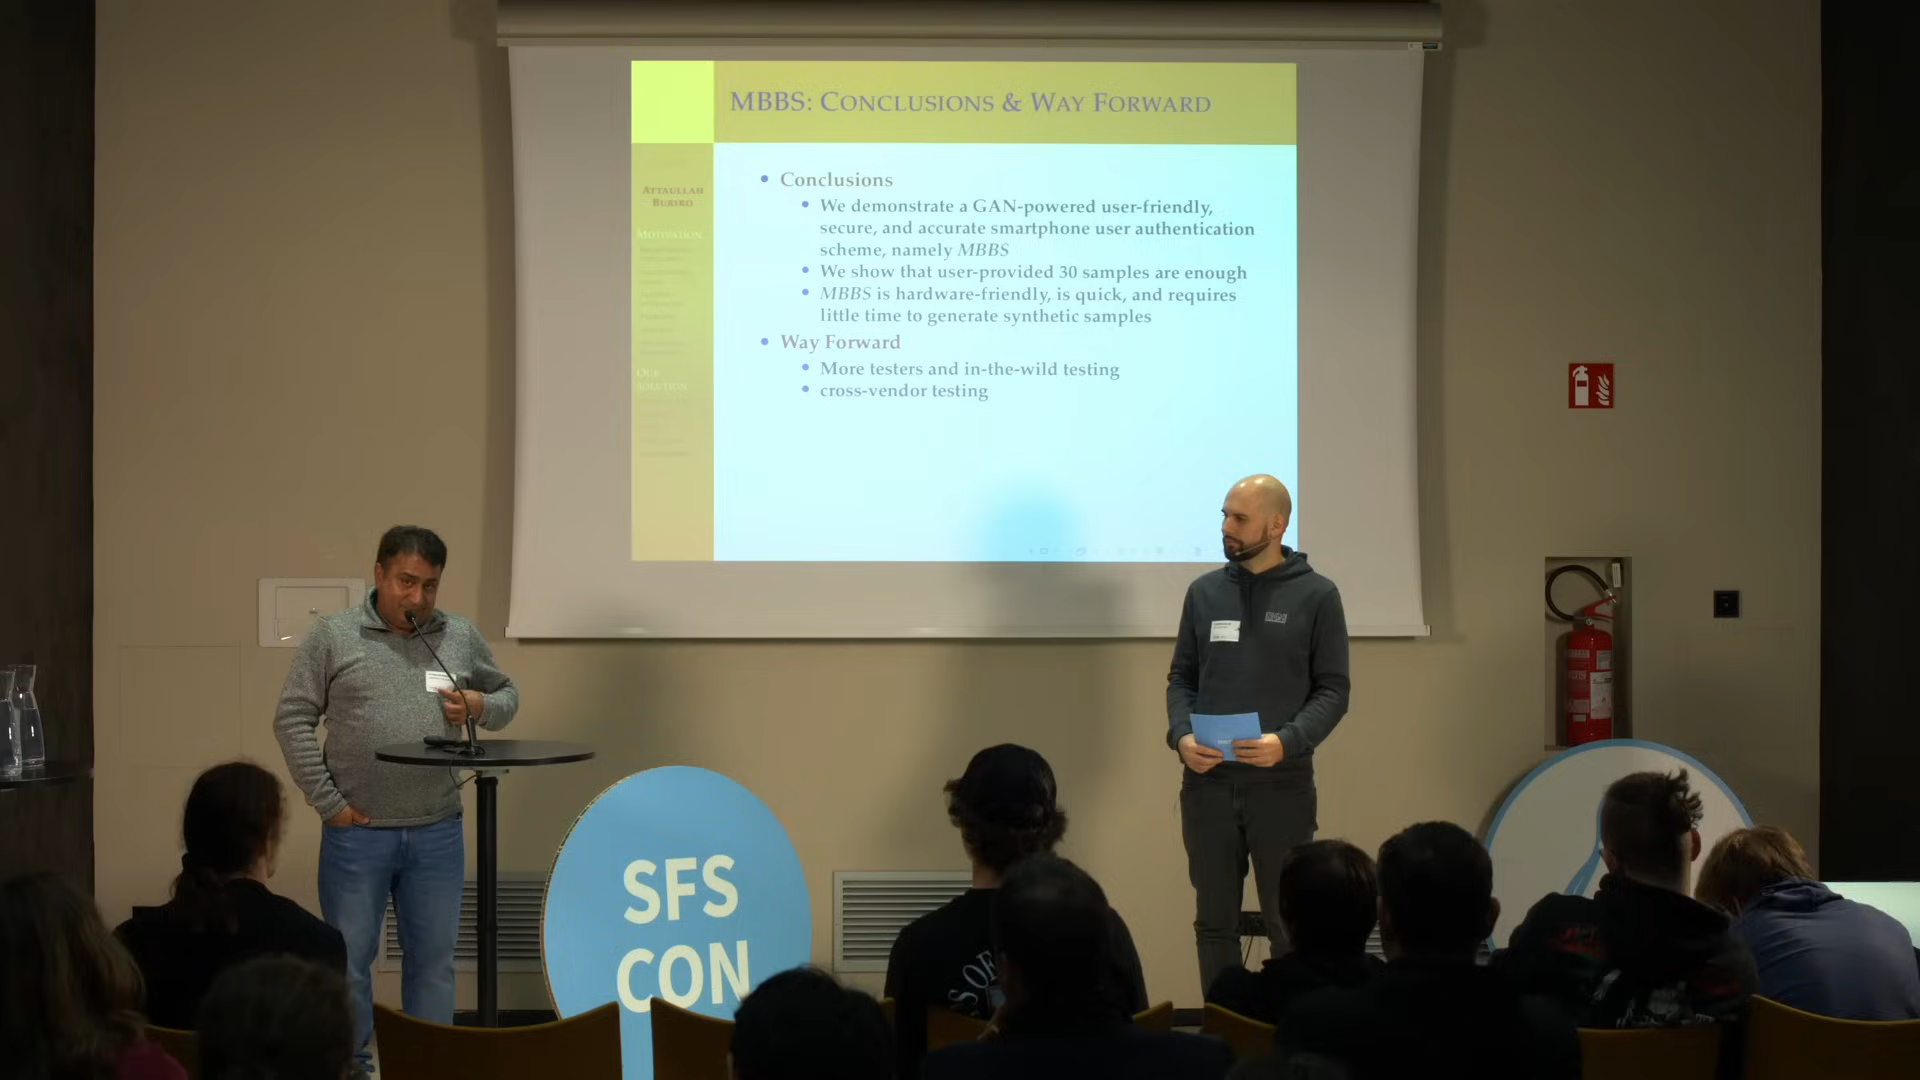 MBBS: CONCLUSIONS & WAY FORWARD
ATTAULLAH
BURIRO
MOTIVATION
OUR
SOLUTION
• Conclusions
• We demonstrate a GAN-powered user-friendly,
secure, and accurate smartphone user authentication
scheme, namely MBBS
• We show that user-provided 30 samples are enough
• MBBS is hardware-friendly, is quick, and requires
little time to generate synthetic samples
• Way Forward
• More testers and in-the-wild testing
• cross-vendor testing
SFS
CON